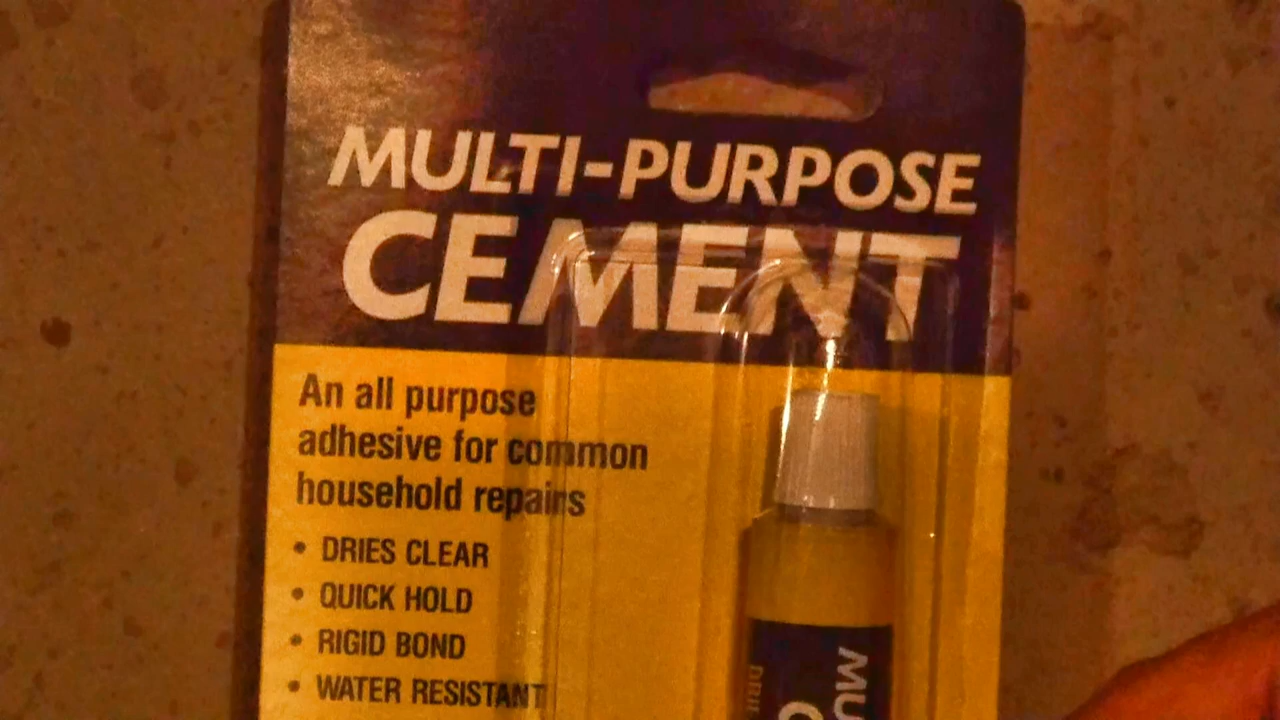 MULTI-PURPOSE
CEMENT
An all purpose
adhesive for common
household repairs
• DRIES CLEAR
• QUICK HOLD
• RIGID BOND
• WATER RESISTANT